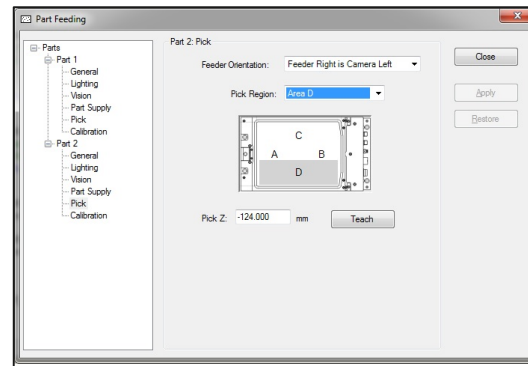 Part Feeding
Parts
Part 1
General
Lighting
Vision
Part Supply
Pick
Calibration
Part 2
General
Lighting
Vision
Part Supply
Pick
Calibration
Part 2: Pick
Feeder Orientation: Feeder Right is Camera Left
Pick Region: Area D
C
A B
D
Pick Z: -124.000 mm Teach
Close
Apply
Restore